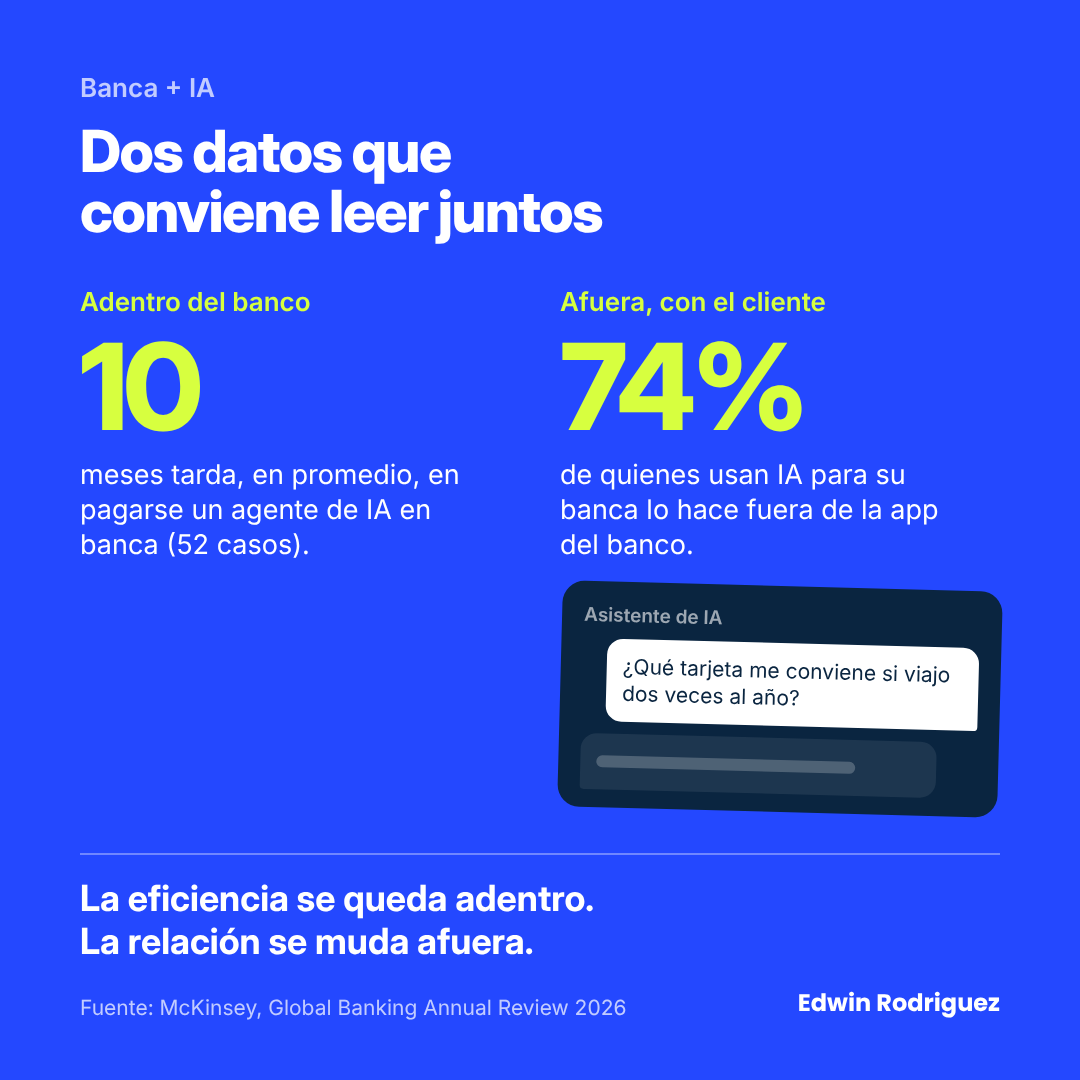 Banca + IA
Dos datos que
conviene leer juntos
Adentro del banco
10
meses tarda, en promedio, en
pagarse un agente de IA en
banca (52 casos).
Afuera, con el cliente
74%
de quienes usan IA para su
banca lo hace fuera de la app
del banco.
Asistente de IA
¿Qué tarjeta me conviene si viajo
dos veces al año?
La eficiencia se queda adentro.
La relación se muda afuera.
Fuente: McKinsey, Global Banking Annual Review 2026
Edwin Rodriguez